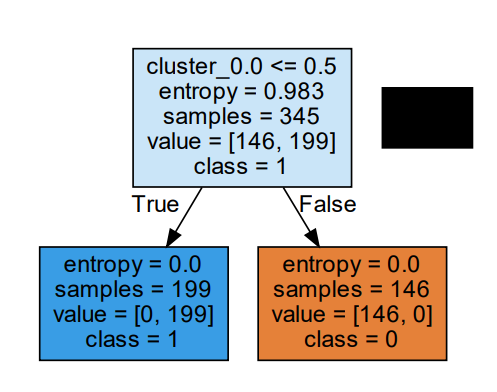 cluster_0.0 <= 0.5
entropy = 0.983
samples = 345
value = [146, 199]
class = 1
True
False
entropy = 0.0
samples = 199
value = [0, 199]
class = 1
entropy = 0.0
samples = 146
value = [146, 0]
class = 0